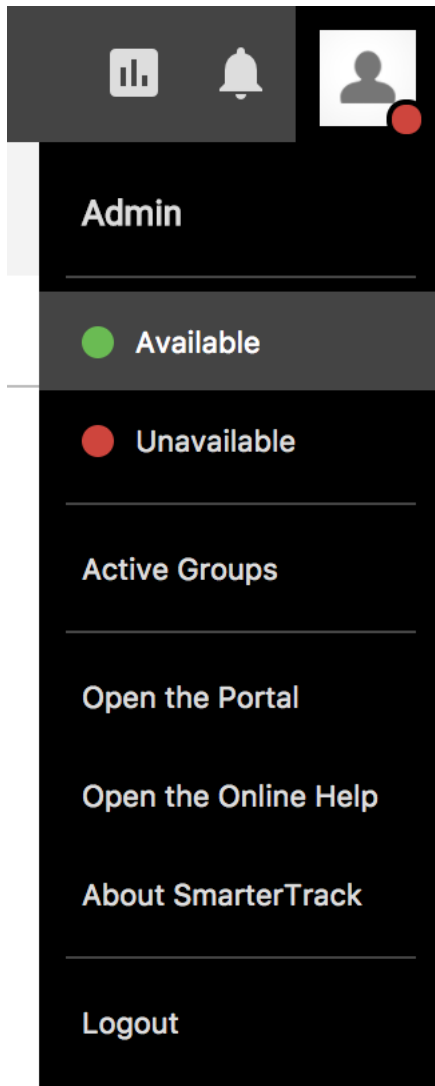 Admin
Available
Unavailable
Active Groups
Open the Portal
Open the Online Help
About SmarterTrack
Logout